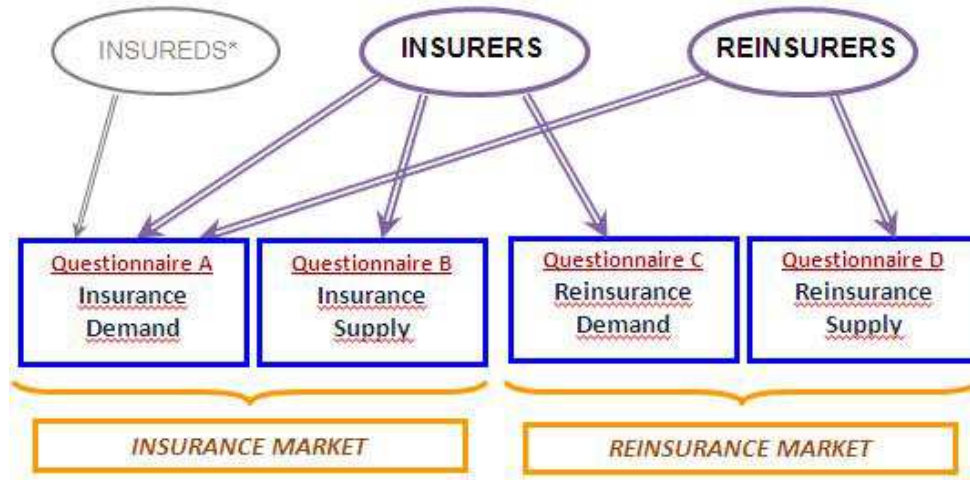 INSUREDS*
INSURERS
REINSURERS
Questionnaire A
Insurance
Demand
Questionnaire B
Insurance
Supply
Questionnaire C
Reinsurance
Demand
Questionnaire D
Reinsurance
Supply
INSURANCE MARKET
REINSURANCE MARKET